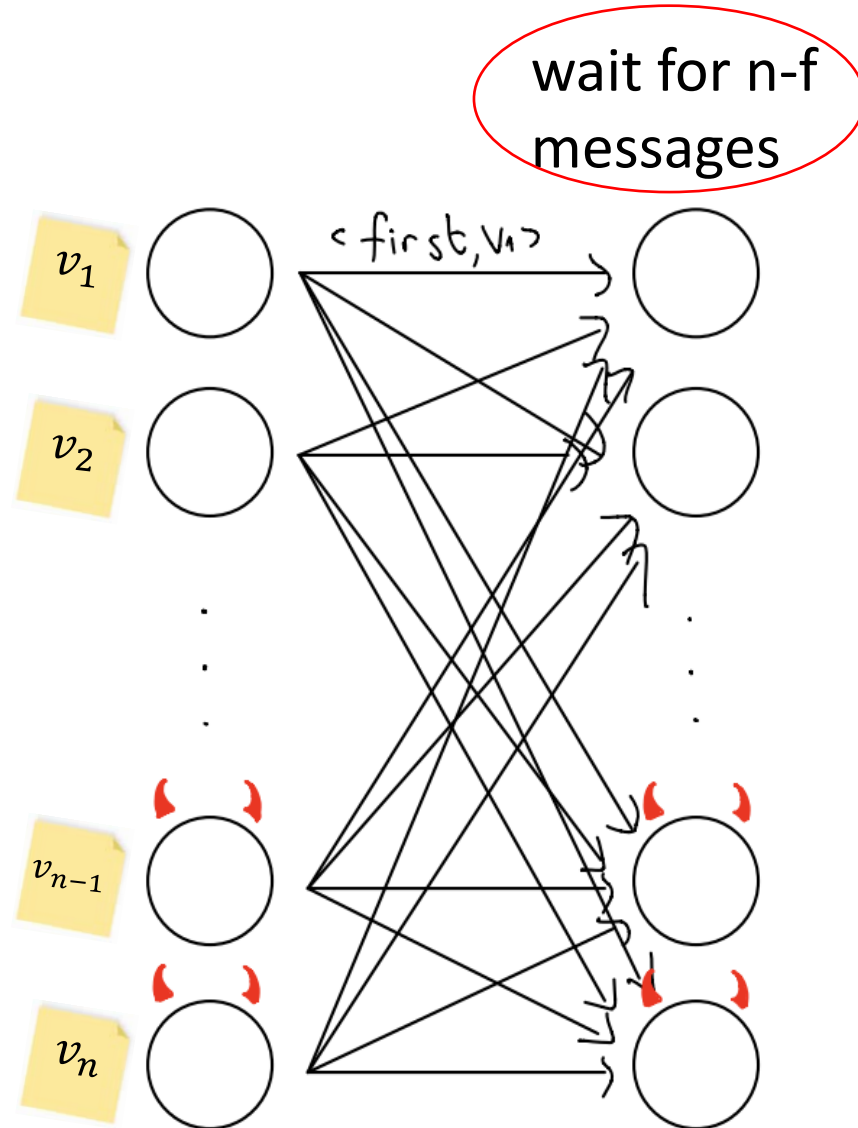 wait for n-f
messages
<first, v₁>
v₁
v₂
vₙ₋₁
vₙ